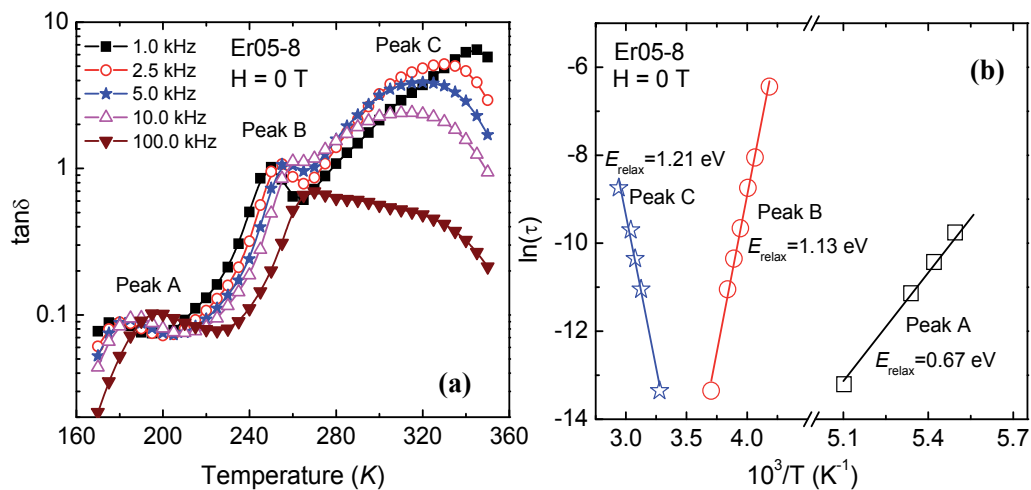 10
1
0.1
tanδ
160
200
240
280
320
360
Temperature (K)
1.0 kHz
2.5 kHz
5.0 kHz
10.0 kHz
100.0 kHz
Er05-8
H = 0 T
Peak A
Peak B
Peak C
(a)
-6
-8
-10
-12
-14
ln(τ)
3.0
3.5
4.0
5.1
5.4
5.7
10³/T (K⁻¹)
Er05-8
H = 0 T
(b)
E_relax=1.21 eV
Peak C
Peak B
E_relax=1.13 eV
Peak A
E_relax=0.67 eV